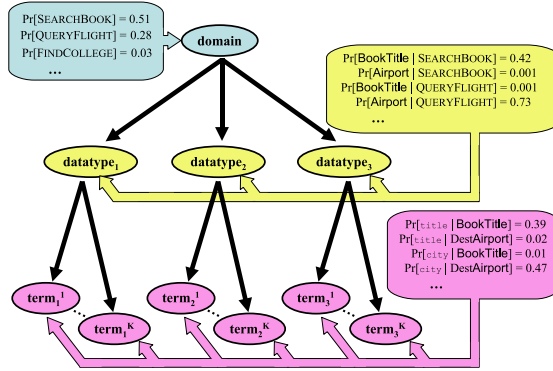 Pr[SEARCHBOOK] = 0.51
Pr[QUERYFLIGHT] = 0.28
Pr[FINDCOLLEGE] = 0.03
...
domain
Pr[BookTitle | SEARCHBOOK] = 0.42
Pr[Airport | SEARCHBOOK] = 0.001
Pr[BookTitle | QUERYFLIGHT] = 0.001
Pr[Airport | QUERYFLIGHT] = 0.73
...
datatype₁
datatype₂
datatype₃
Pr[title | BookTitle] = 0.39
Pr[title | DestAirport] = 0.02
Pr[city | BookTitle] = 0.01
Pr[city | DestAirport] = 0.47
...
term₁¹
term₂¹
term₃¹
term₁ᴷ
term₂ᴷ
term₃ᴷ